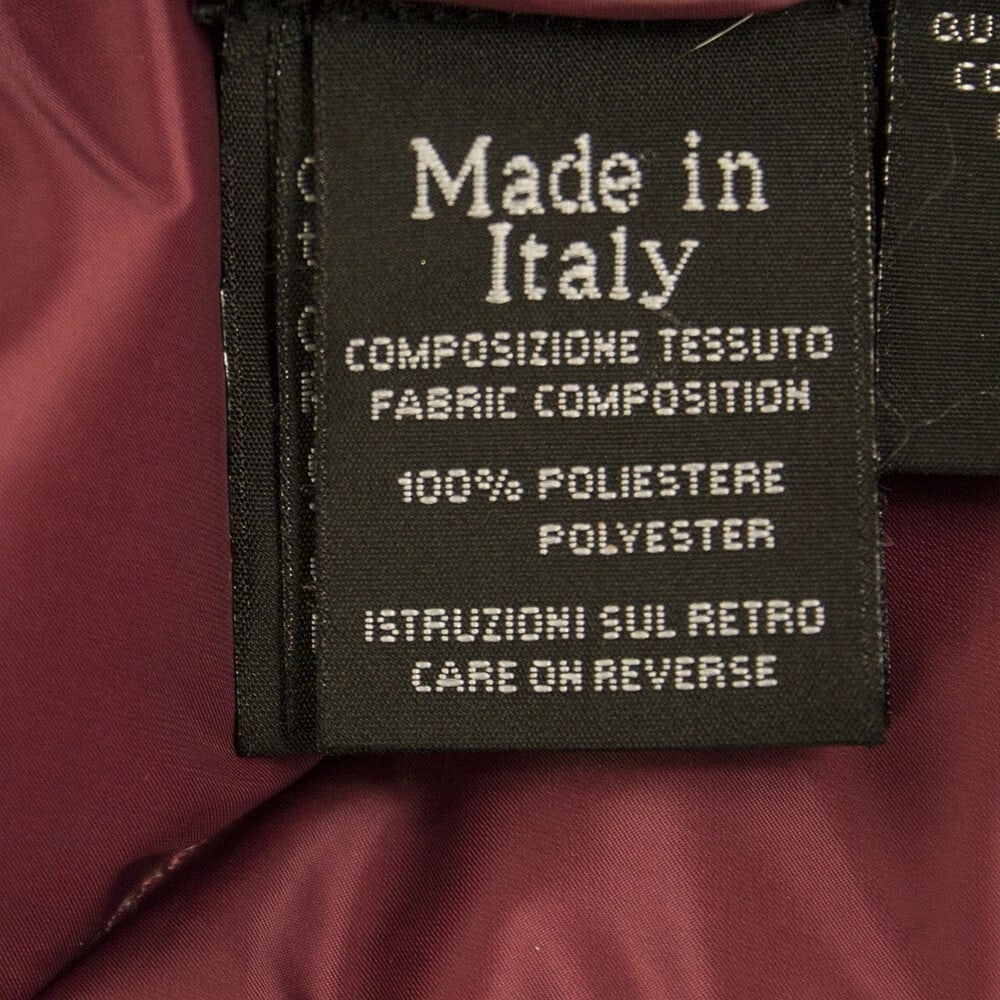 Made in
Italy
COMPOSIZIONE TESSUTO
FABRIC COMPOSITION
100% POLIESTERE
POLYESTER
ISTRUZIONI SUL RETRO
CARE ON REVERSE